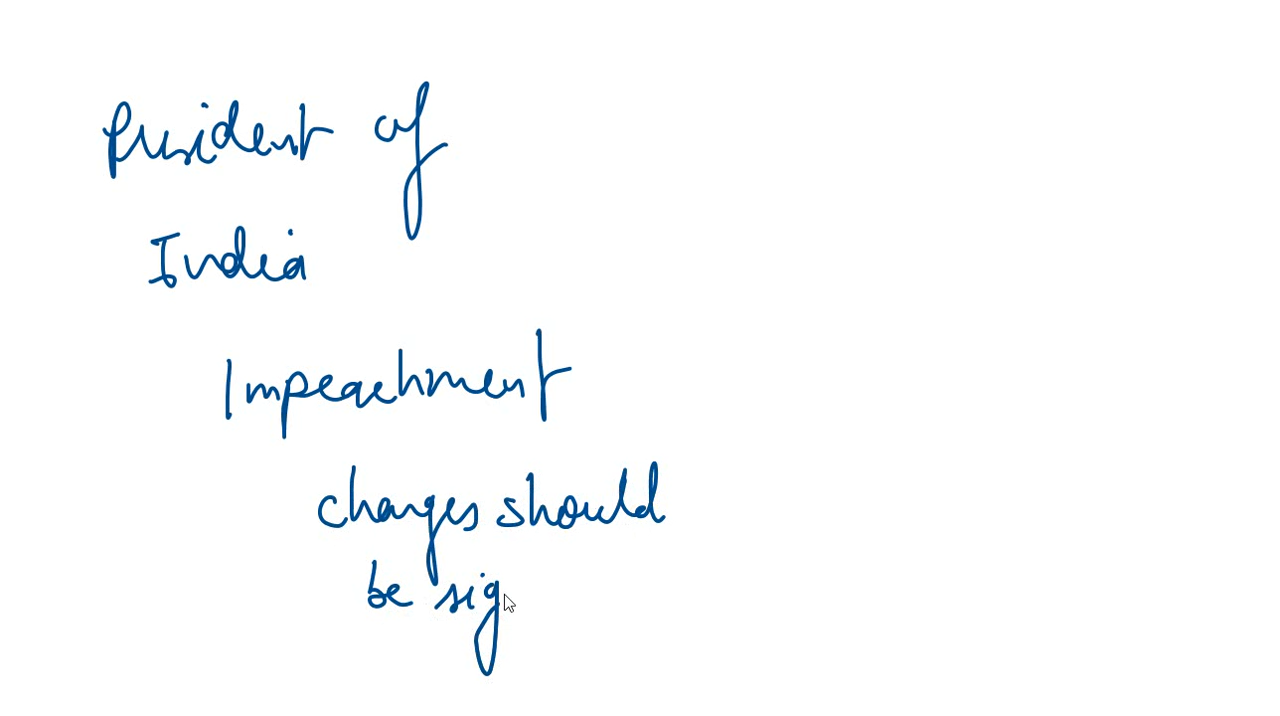 President of
India
Impeachment
charges should
be sig